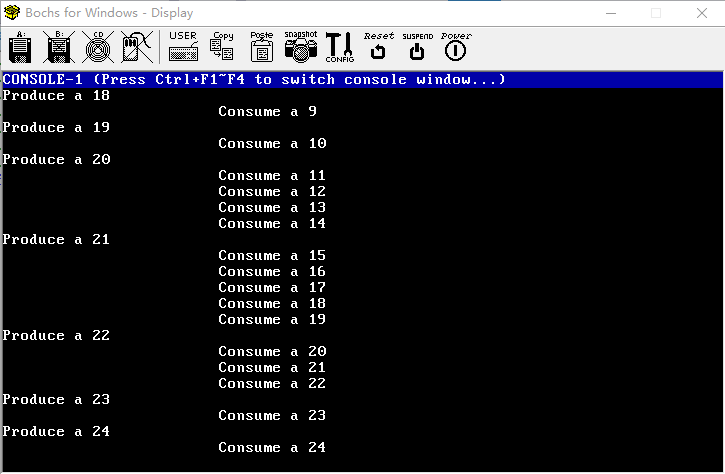 Bochs for Windows - Display
A: B: CD USER Copy Paste snapshot CONFIG Reset SUSPEND Power
CONSOLE-1 (Press Ctrl+F1~F4 to switch console window...)
Produce a 18
Consume a 9
Produce a 19
Consume a 10
Produce a 20
Consume a 11
Consume a 12
Consume a 13
Consume a 14
Produce a 21
Consume a 15
Consume a 16
Consume a 17
Consume a 18
Consume a 19
Produce a 22
Consume a 20
Consume a 21
Consume a 22
Produce a 23
Consume a 23
Produce a 24
Consume a 24